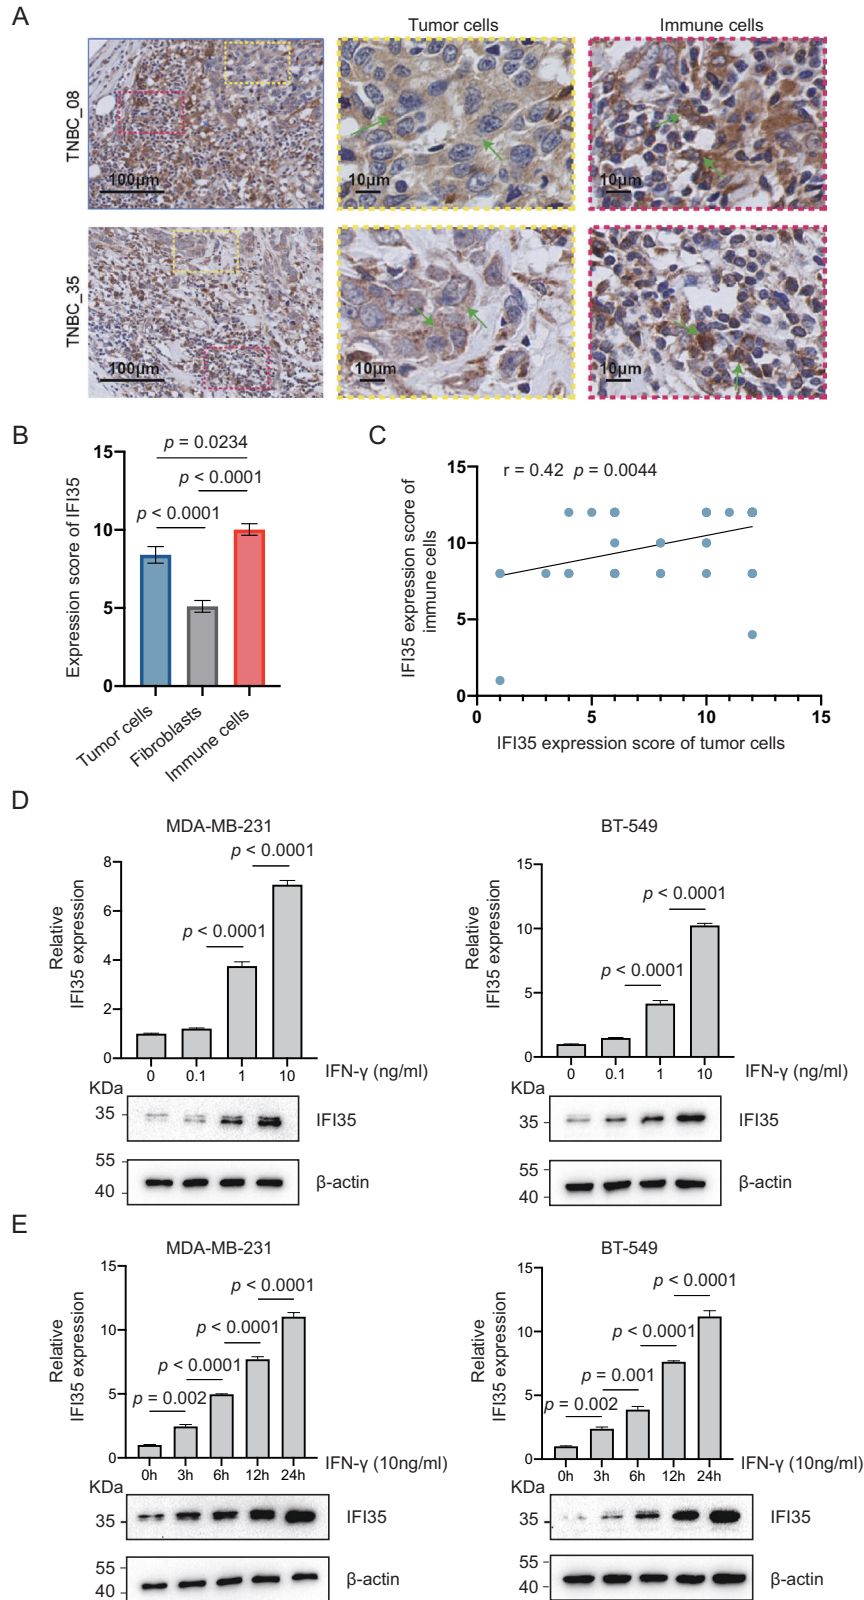 A
Tumor cells
Immune cells
TNBC_08
100μm
10μm
10μm
TNBC_35
100μm
10μm
10μm
B
Expression score of IFI35
15
10
5
0
p = 0.0234
p < 0.0001
p < 0.0001
Tumor cells
Fibroblasts
Immune cells
C
IFI35 expression score of
immune cells
15
10
5
0
r = 0.42 p = 0.0044
0 5 10 15
IFI35 expression score of tumor cells
D
MDA-MB-231
Relative
IFI35 expression
8
6
4
2
0
p < 0.0001
p < 0.0001
0 0.1 1 10 IFN-γ (ng/ml)
KDa
35
IFI35
55
40
β-actin
BT-549
Relative
IFI35 expression
15
10
5
0
p < 0.0001
p < 0.0001
0 0.1 1 10 IFN-γ (ng/ml)
KDa
35
IFI35
55
40
β-actin
E
MDA-MB-231
Relative
IFI35 expression
15
10
5
0
p < 0.0001
p < 0.0001
p < 0.0001
p = 0.002
0h 3h 6h 12h 24h IFN-γ (10ng/ml)
KDa
35
IFI35
55
40
β-actin
BT-549
Relative
IFI35 expression
15
10
5
0
p < 0.0001
p < 0.0001
p = 0.001
p = 0.002
0h 3h 6h 12h 24h IFN-γ (10ng/ml)
KDa
35
IFI35
55
40
β-actin